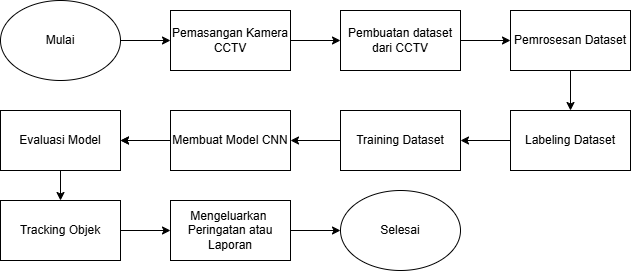 Mulai
Pemasangan Kamera
CCTV
Pembuatan dataset
dari CCTV
Pemrosesan Dataset
Labeling Dataset
Training Dataset
Membuat Model CNN
Evaluasi Model
Tracking Objek
Mengeluarkan
Peringatan atau
Laporan
Selesai